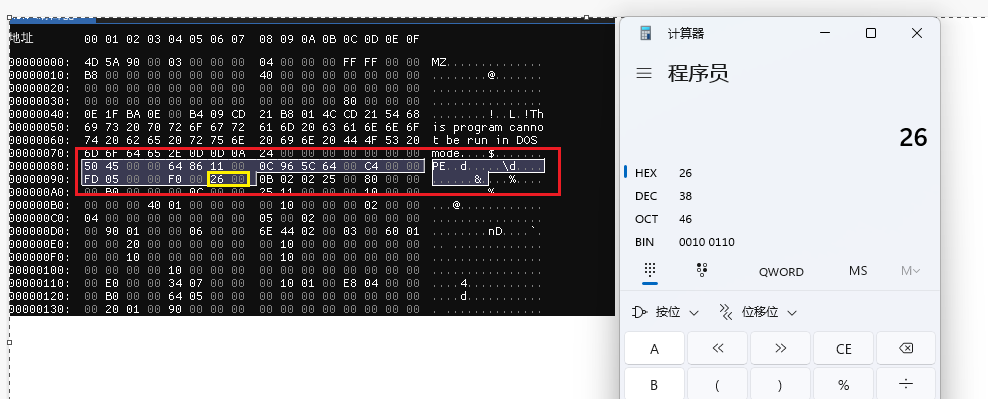 地址 00 01 02 03 04 05 06 07 08 09 0A 0B 0C 0D 0E 0F
00000000: 4D 5A 90 00 03 00 00 00 04 00 00 00 FF FF 00 00 MZ..............
00000010: B8 00 00 00 00 00 00 00 40 00 00 00 00 00 00 00 ........@.......
00000020: 00 00 00 00 00 00 00 00 00 00 00 00 00 00 00 00 ................
00000030: 00 00 00 00 00 00 00 00 00 00 00 00 80 00 00 00 ................
00000040: 0E 1F BA 0E 00 B4 09 CD 21 B8 01 4C CD 21 54 68 ........!..L.!Th
00000050: 69 73 20 70 72 6F 67 72 61 6D 20 63 61 6E 6E 6F is program canno
00000060: 74 20 62 65 20 72 75 6E 20 69 6E 20 44 4F 53 20 t be run in DOS
00000070: 6D 6F 64 65 2E 0D 0D 0A 24 00 00 00 00 00 00 00 mode....$.......
00000080: 50 45 00 00 64 86 11 00 0C 96 5C 64 00 94 00 00 PE..d.....\d....
00000090: FD 05 00 00 F0 00 26 00 0B 02 02 25 00 80 00 00 ......&....%....
00 B0 00 00 00 0C 00 00 25 11 00 00 00 10 00 00 ........%.......
000000B0: 00 00 00 40 01 00 00 00 00 10 00 00 00 02 00 00 ...@............
000000C0: 04 00 00 00 00 00 00 00 05 00 02 00 00 00 00 00 ................
000000D0: 00 90 01 00 00 06 00 00 6E 44 02 00 03 00 60 01 ........nD....`.
000000E0: 00 00 20 00 00 00 00 00 00 10 00 00 00 00 00 00 .. .............
000000F0: 00 00 10 00 00 00 00 00 00 10 00 00 00 00 00 00 ................
00000100: 00 00 00 00 10 00 00 00 00 00 00 00 00 00 00 00 ................
00000110: 00 E0 00 00 34 07 00 00 00 10 01 00 E8 04 00 00 ....4...........
00000120: 00 B0 00 00 64 05 00 00 00 00 00 00 00 00 00 00 ....d...........
00000130: 00 20 01 00 90 00 00 00 00 00 00 00 00 00 00 00 . ..............
计算器
程序员
26
HEX 26
DEC 38
OCT 46
BIN 0010 0110
QWORD MS M
按位 位移位
A << >> CE
B ( ) % ÷